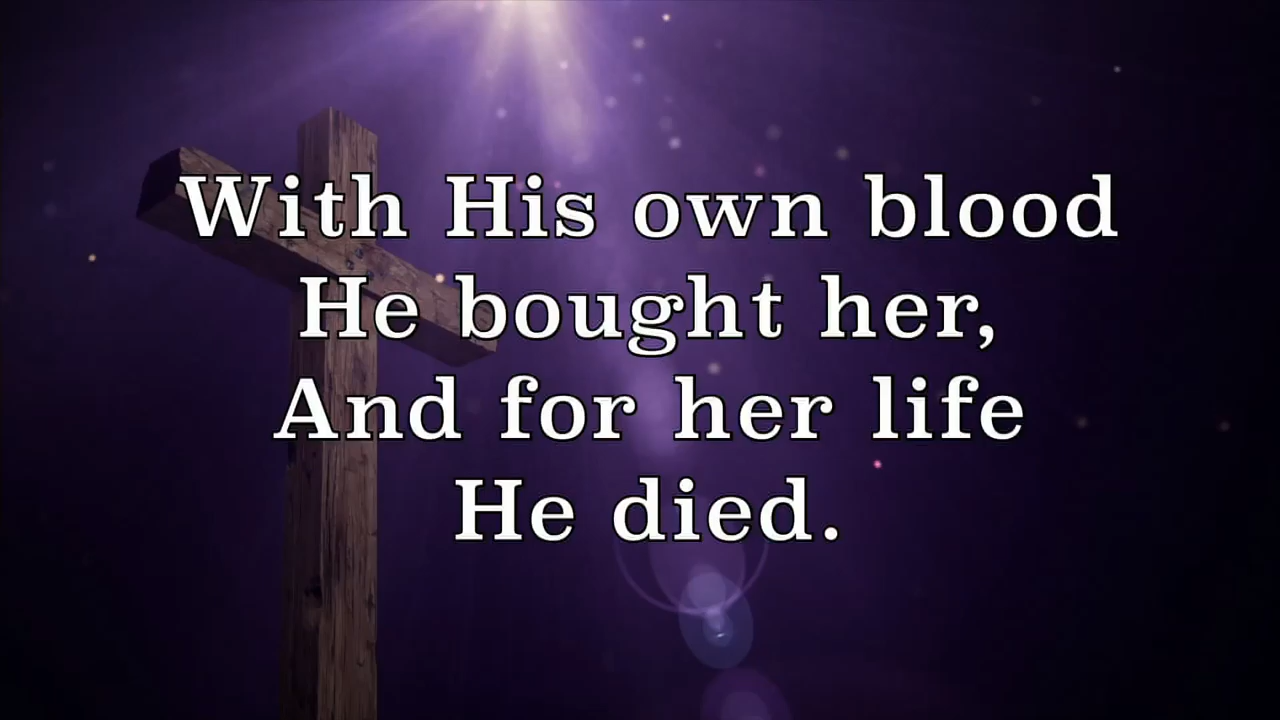 With His own blood
He bought her,
And for her life
He died.